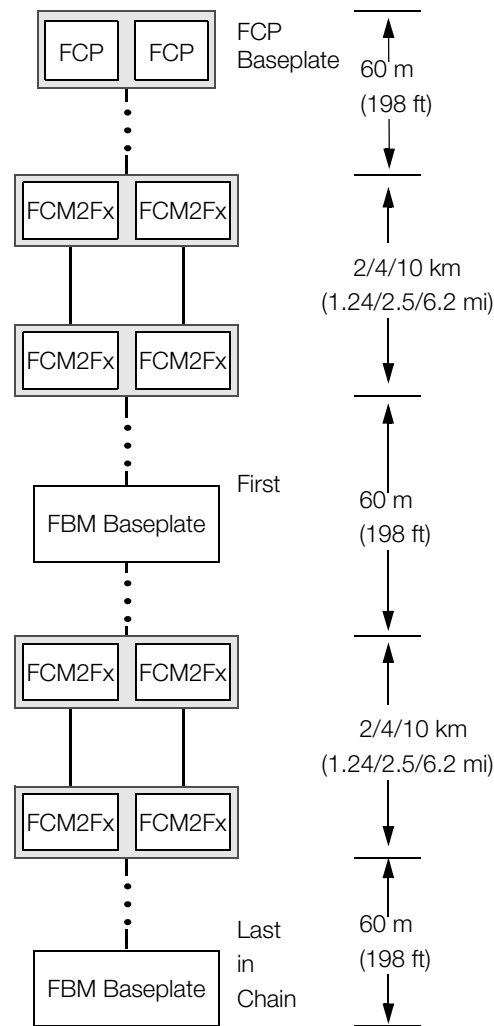 FCP FCP
FCP
Baseplate
60 m
(198 ft)
FCM2Fx FCM2Fx
2/4/10 km
(1.24/2.5/6.2 mi)
FCM2Fx FCM2Fx
First
FBM Baseplate
60 m
(198 ft)
FCM2Fx FCM2Fx
2/4/10 km
(1.24/2.5/6.2 mi)
FCM2Fx FCM2Fx
Last
in
Chain
FBM Baseplate
60 m
(198 ft)